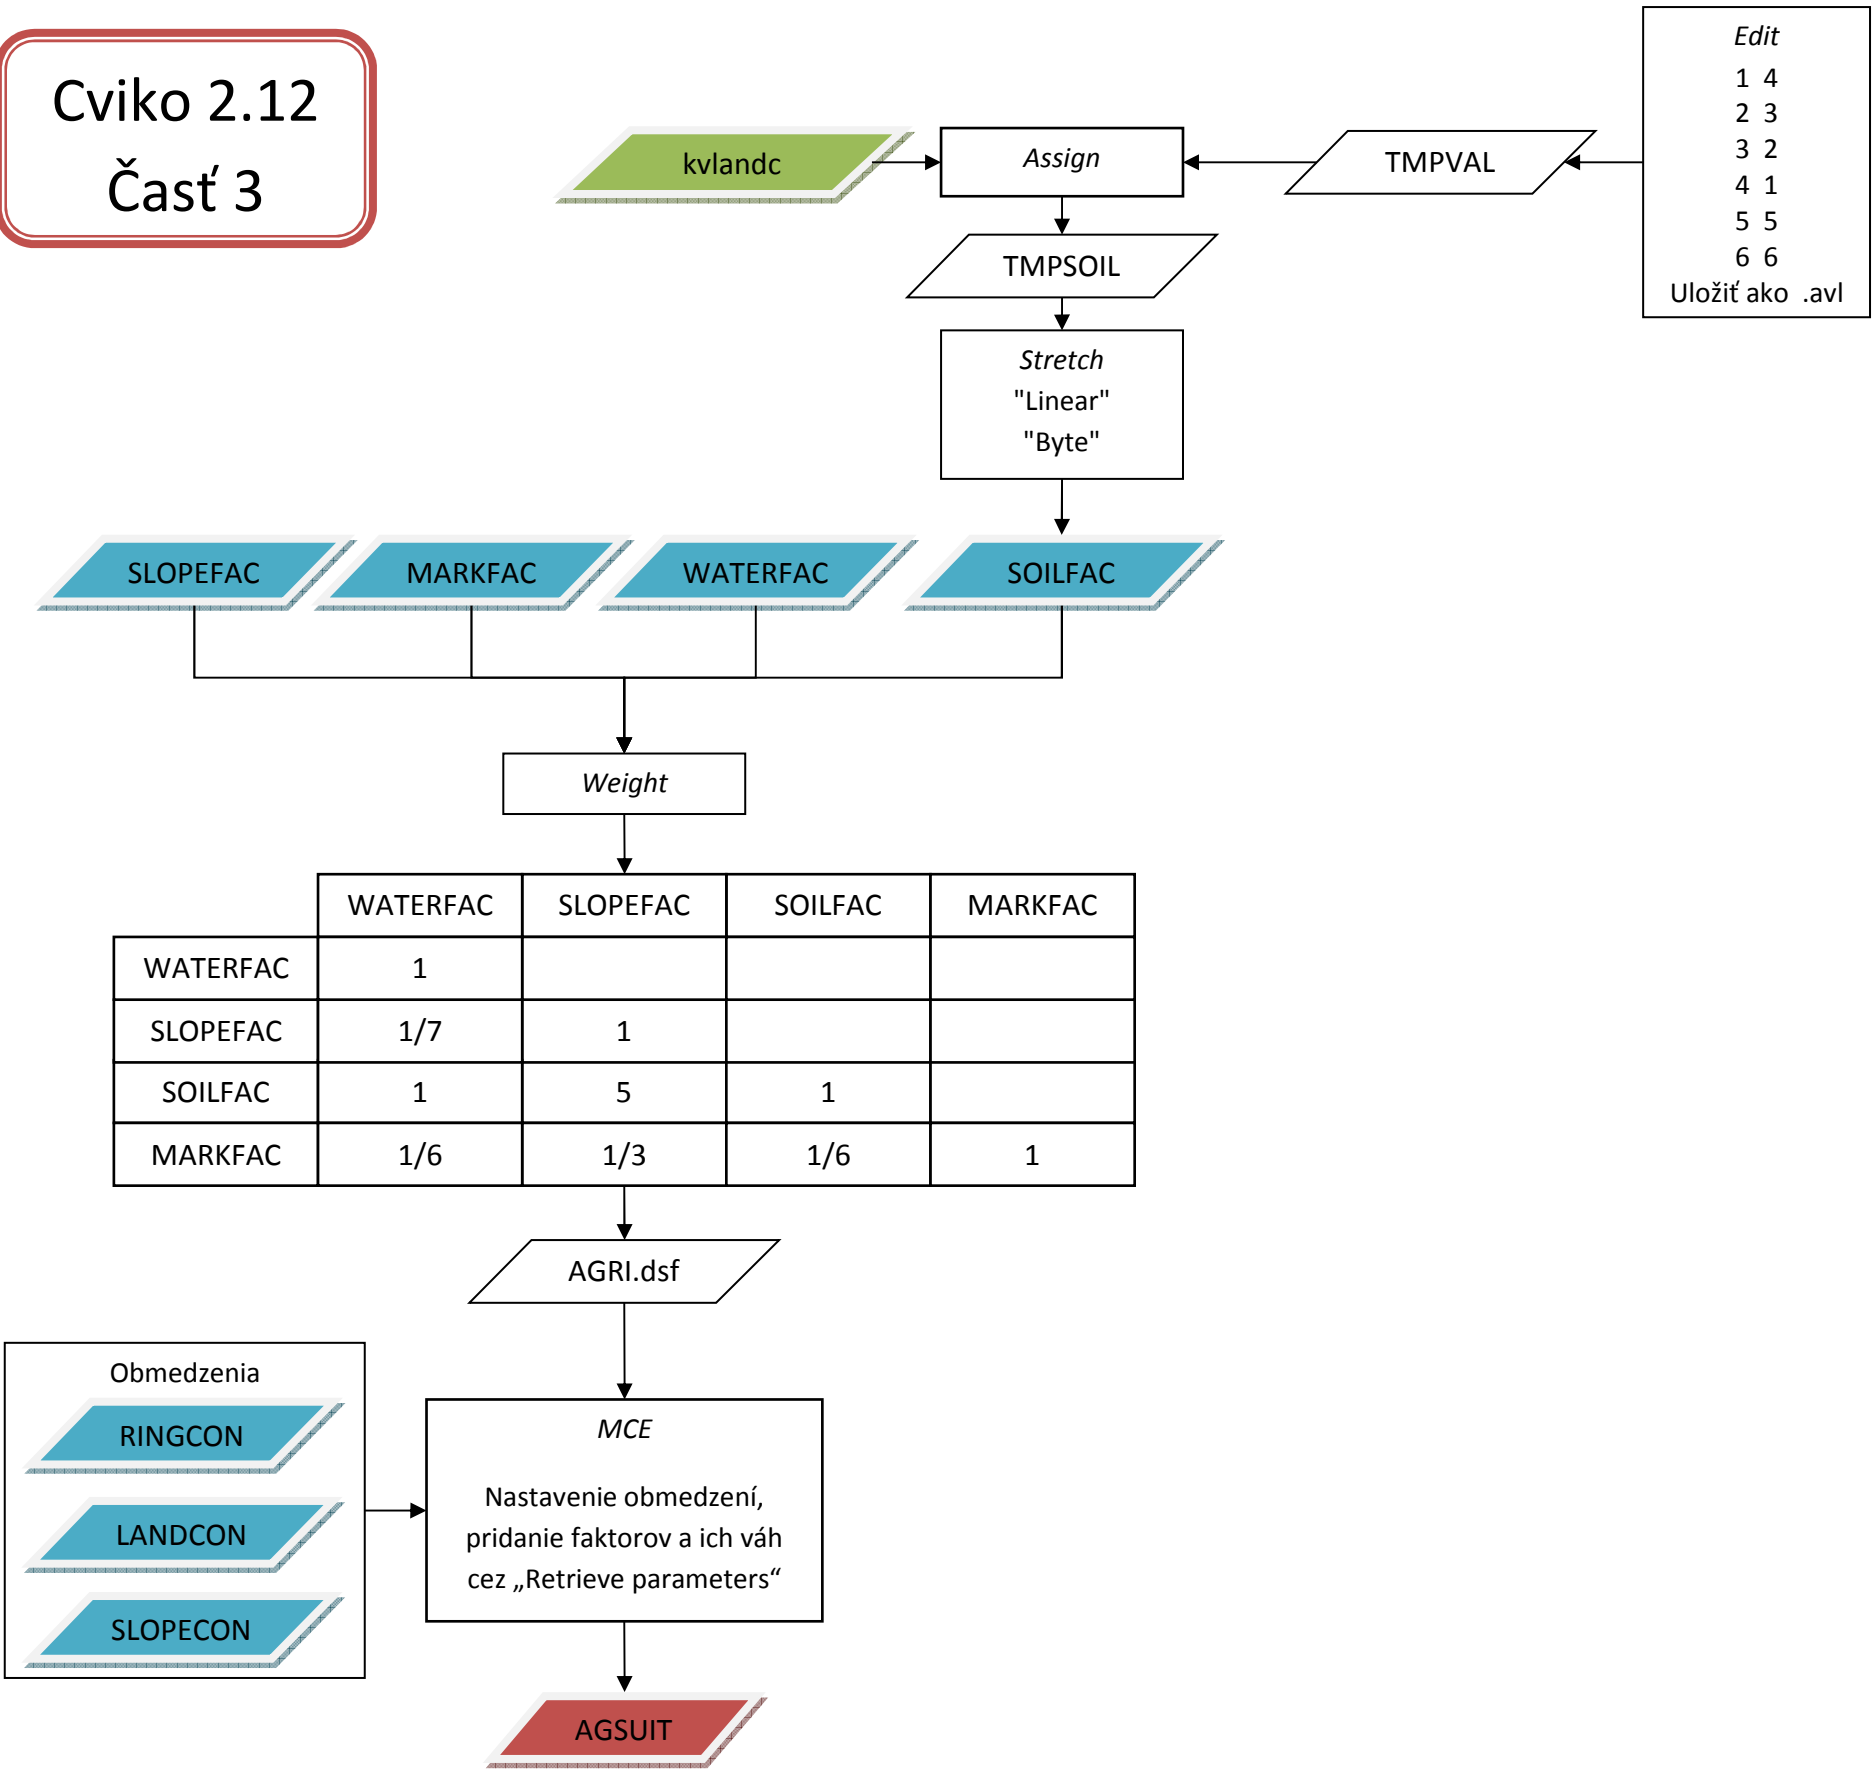 Cviko 2.12
Časť 3
kvlandc
Assign
TMPVAL
Edit
1 4
2 3
3 2
4 1
5 5
6 6
Uložiť ako .avl
TMPSOIL
Stretch
"Linear"
"Byte"
SLOPEFAC
MARKFAC
WATERFAC
SOILFAC
Weight
WATERFAC SLOPEFAC SOILFAC MARKFAC
WATERFAC 1
SLOPEFAC 1/7 1
SOILFAC 1 5 1
MARKFAC 1/6 1/3 1/6 1
AGRI.dsf
Obmedzenia
RINGCON
LANDCON
SLOPECON
MCE
Nastavenie obmedzení,
pridanie faktorov a ich váh
cez „Retrieve parameters“
AGSUIT